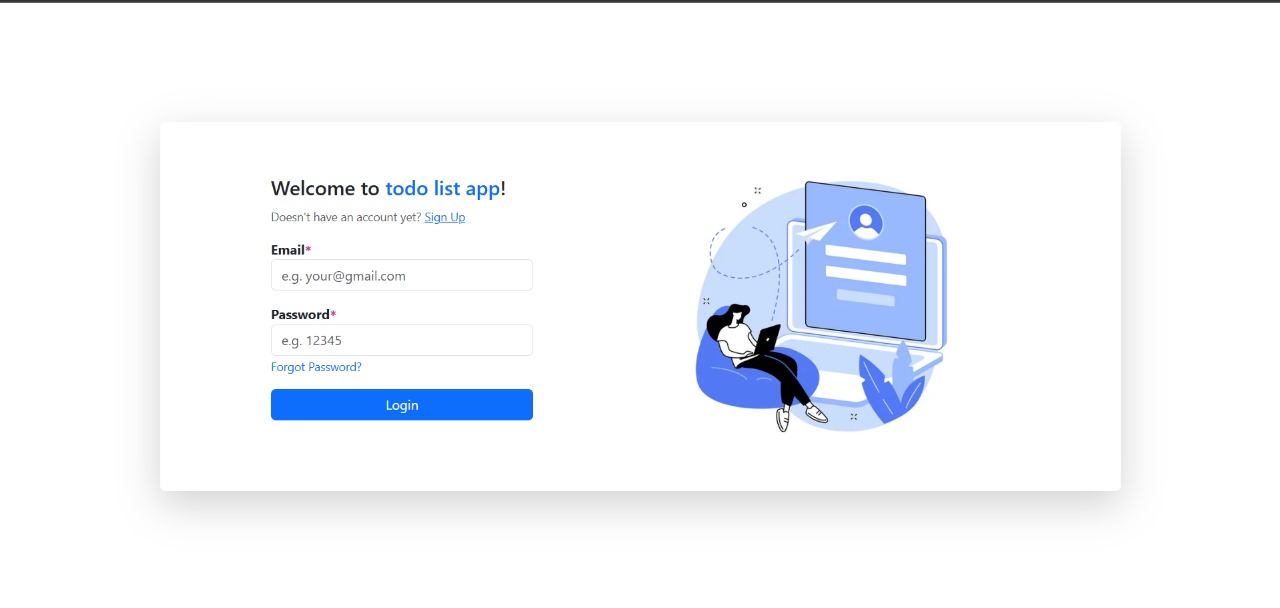 Welcome to todo list app!
Doesn't have an account yet? Sign Up
Email*
e.g. your@gmail.com
Password*
e.g. 12345
Forgot Password?
Login